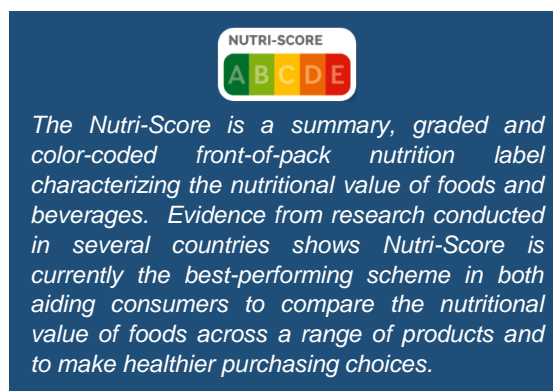 NUTRI-SCORE
A B C D E
The Nutri-Score is a summary, graded and
color-coded front-of-pack nutrition label
characterizing the nutritional value of foods and
beverages. Evidence from research conducted
in several countries shows Nutri-Score is
currently the best-performing scheme in both
aiding consumers to compare the nutritional
value of foods across a range of products and
to make healthier purchasing choices.